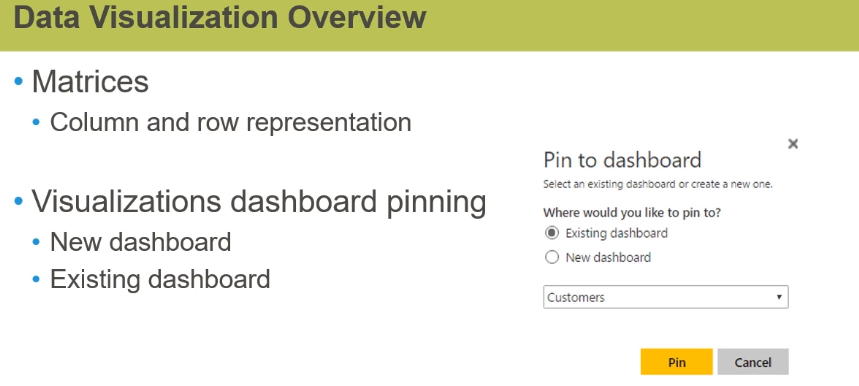 Data Visualization Overview
• Matrices
• Column and row representation
• Visualizations dashboard pinning
• New dashboard
• Existing dashboard
Pin to dashboard
Select an existing dashboard or create a new one.
Where would you like to pin to?
Existing dashboard
New dashboard
Customers
Pin
Cancel